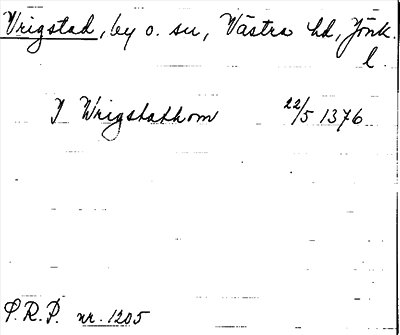 Vrigstad, by o. sn, Västra hd, Jönk.
l.
I Wrigstathom 22/5 1376
P.R.P. nr. 1205